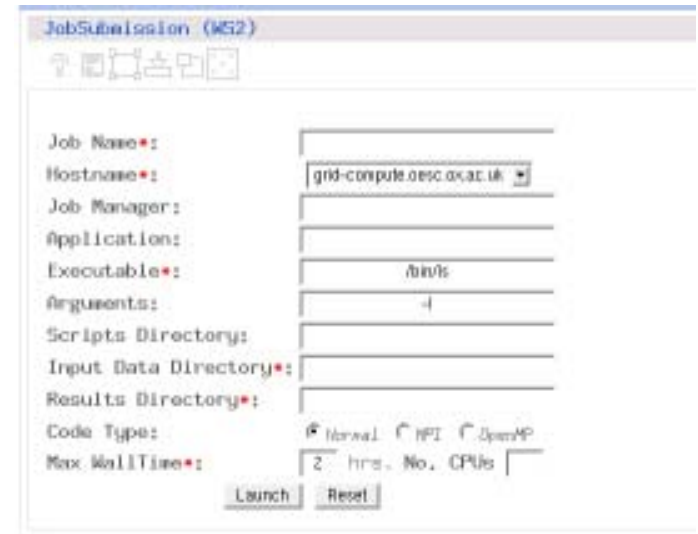 JobSubmission (WS2)
Job Name*:
Hostname*: grid-compute.oesc.ox.ac.uk
Job Manager:
Application:
Executable*: /bin/ls
Arguments: -l
Scripts Directory:
Input Data Directory*:
Results Directory*:
Code Type: Normal MPI OpenMP
Max WallTime*: 2 hrs. No. CPUs
Launch Reset